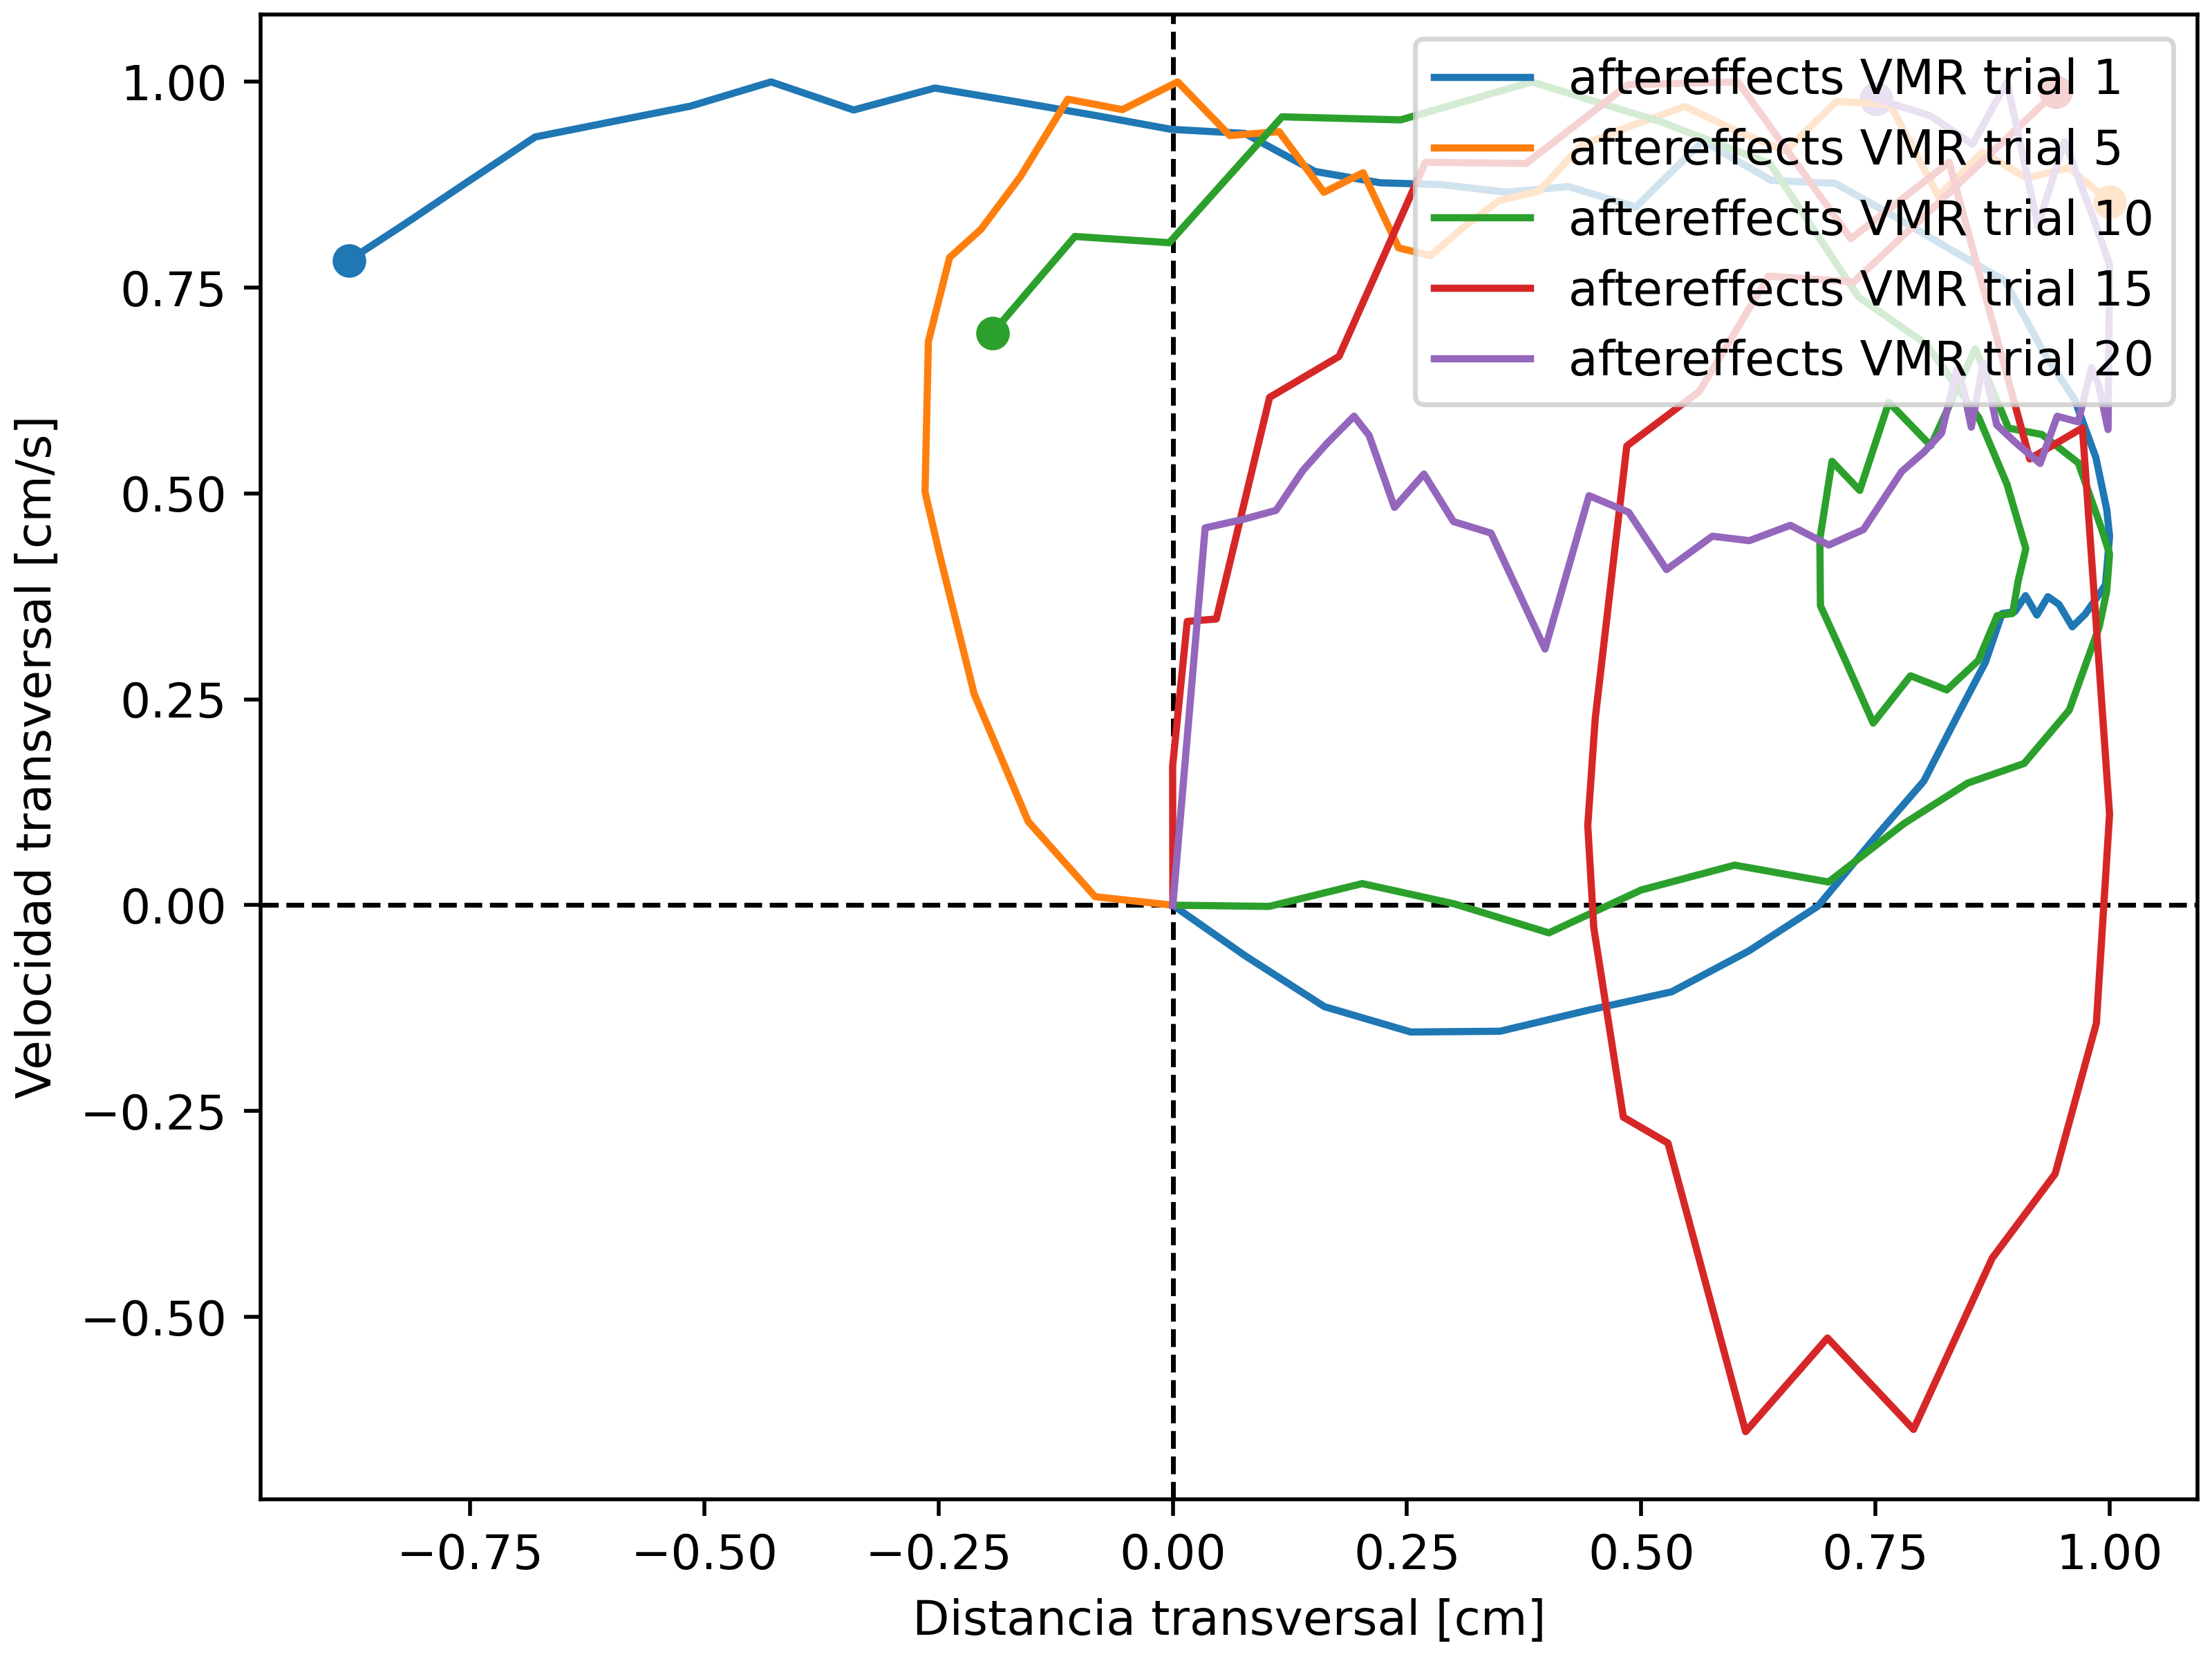 1.00
0.75
0.50
0.25
0.00
−0.25
−0.50
Velocidad transversal [cm/s]
aftereffects VMR trial 1
aftereffects VMR trial 5
aftereffects VMR trial 10
aftereffects VMR trial 15
aftereffects VMR trial 20
−0.75 −0.50 −0.25 0.00 0.25 0.50 0.75 1.00
Distancia transversal [cm]